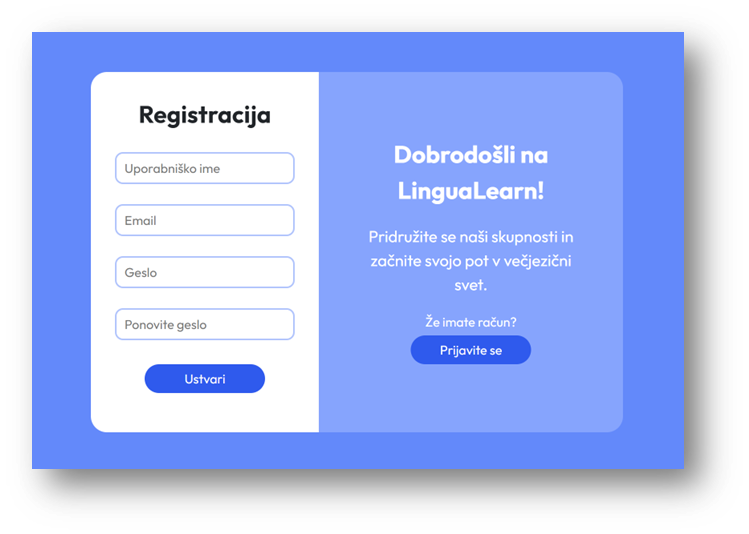 Registracija
Uporabniško ime
Email
Geslo
Ponovite geslo
Ustvari
Dobrodošli na
LinguaLearn!
Pridružite se naši skupnosti in
začnite svojo pot v večjezični
svet.
Že imate račun?
Prijavite se